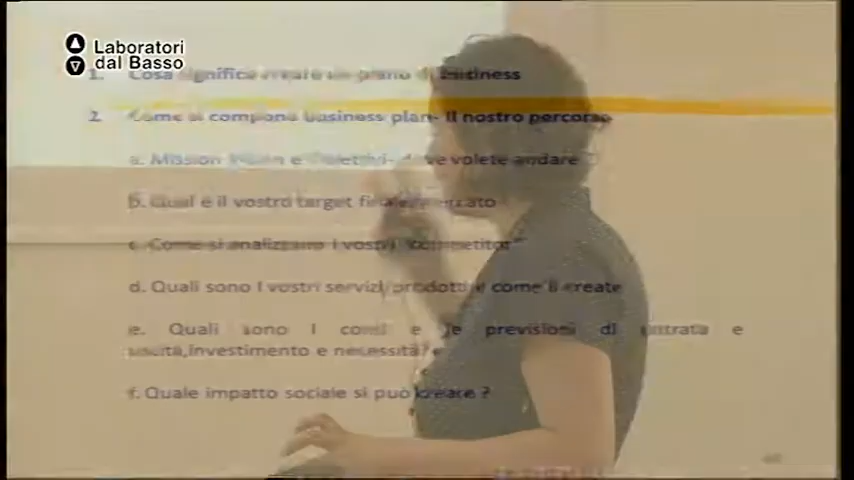 Laboratori
dal Basso
1. Cosa significa creare un piano di business
2. Come si compone business plan- Il nostro percorso
a. Mission Vision e Obiettivi- dove volete andare
b. Qual è il vostro target finale/mercato
c. Come si analizzano I vostri "competitor"
d. Quali sono I vostri servizi/prodotti e come li create
e. Quali sono I costi e le previsioni di entrata e
uscita,investimento e necessità?
f. Quale impatto sociale si può creare ?